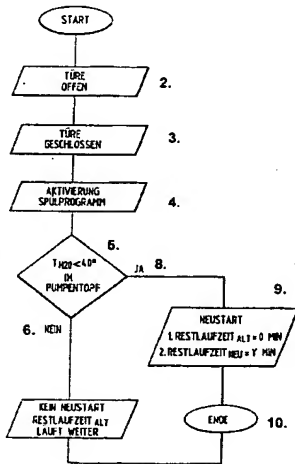 START
TÜRE
OFFEN
2.
TÜRE
GESCHLOSSEN
3.
AKTIVIERUNG
SPÜLPROGRAMM
4.
5.
T H2O < 40°
IM
PUMPENTOPF
JA
8.
6. KEIN
9.
NEUSTART
1. RESTLAUFZEIT ALT = 0 MIN
2. RESTLAUFZEIT NEU = Y MIN
KEIN NEUSTART
RESTLAUFZEIT ALT
LÄUFT WEITER
ENDE
10.